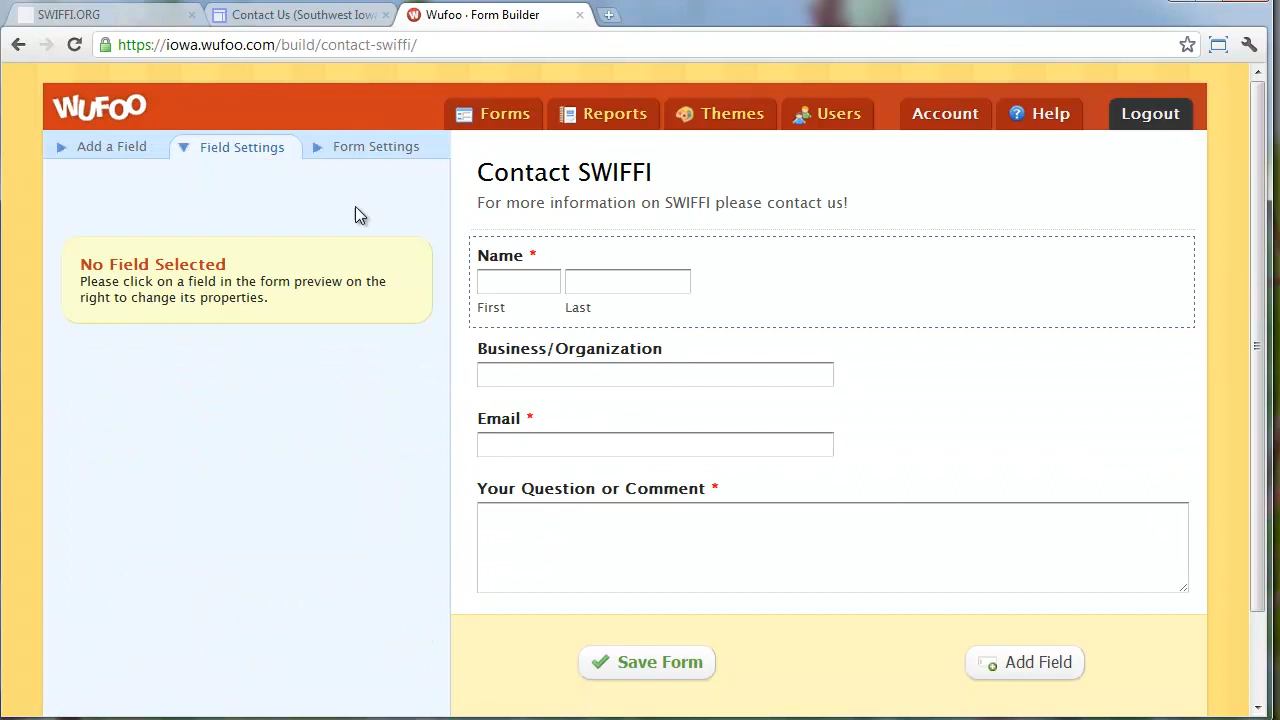 SWIFFI.ORG
Contact Us (Southwest Iow
Wufoo · Form Builder
https://iowa.wufoo.com/build/contact-swiffi/
WUFOO
Forms
Reports
Themes
Users
Account
Help
Logout
Add a Field
Field Settings
Form Settings
No Field Selected
Please click on a field in the form preview on the
right to change its properties.
Contact SWIFFI
For more information on SWIFFI please contact us!
Name *
First Last
Business/Organization
Email *
Your Question or Comment *
Save Form
Add Field